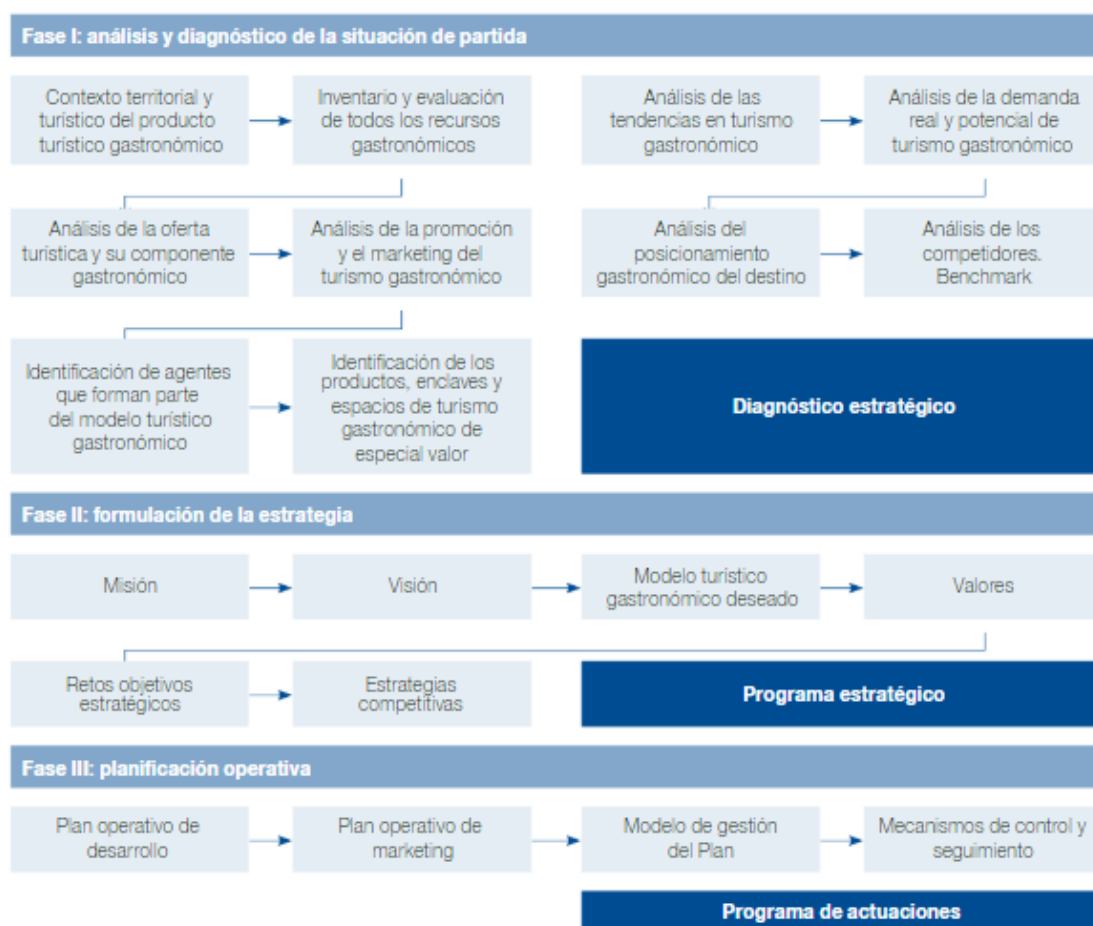 Fase I: análisis y diagnóstico de la situación de partida
Contexto territorial y
turístico del producto
turístico gastronómico
Inventario y evaluación
de todos los recursos
gastronómicos
Análisis de las
tendencias en turismo
gastronómico
Análisis de la demanda
real y potencial de
turismo gastronómico
Análisis de la oferta
turística y su componente
gastronómico
Análisis de la promoción
y el marketing del
turismo gastronómico
Análisis del
posicionamiento
gastronómico del destino
Análisis de los
competidores.
Benchmark
Identificación de agentes
que forman parte
del modelo turístico
gastronómico
Identificación de los
productos, enclaves y
espacios de turismo
gastronómico de
especial valor
Diagnóstico estratégico
Fase II: formulación de la estrategia
Misión
Visión
Modelo turístico
gastronómico deseado
Valores
Retos objetivos
estratégicos
Estrategias
competitivas
Programa estratégico
Fase III: planificación operativa
Plan operativo de
desarrollo
Plan operativo de
marketing
Modelo de gestión
del Plan
Mecanismos de control y
seguimiento
Programa de actuaciones